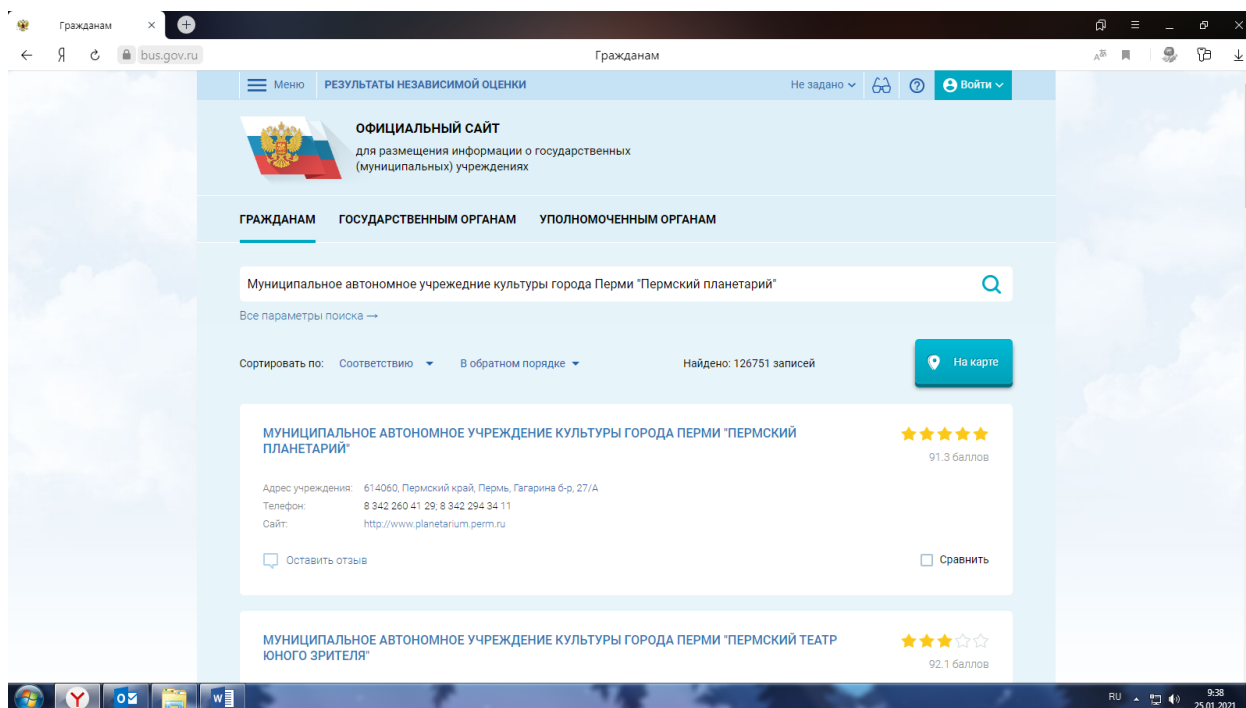 Гражданам
bus.gov.ru
Гражданам
Меню РЕЗУЛЬТАТЫ НЕЗАВИСИМОЙ ОЦЕНКИ Не задано Войти
ОФИЦИАЛЬНЫЙ САЙТ
для размещения информации о государственных
(муниципальных) учреждениях
ГРАЖДАНАМ ГОСУДАРСТВЕННЫМ ОРГАНАМ УПОЛНОМОЧЕННЫМ ОРГАНАМ
Муниципальное автономное учрежедние культуры города Перми "Пермский планетарий"
Все параметры поиска →
Сортировать по: Соответствию В обратном порядке Найдено: 126751 записей На карте
МУНИЦИПАЛЬНОЕ АВТОНОМНОЕ УЧРЕЖДЕНИЕ КУЛЬТУРЫ ГОРОДА ПЕРМИ "ПЕРМСКИЙ
ПЛАНЕТАРИЙ"
91.3 баллов
Адрес учреждения: 614060, Пермский край, Пермь, Гагарина б-р, 27/А
Телефон: 8 342 260 41 29; 8 342 294 34 11
Сайт: http://www.planetarium.perm.ru
Оставить отзыв Сравнить
МУНИЦИПАЛЬНОЕ АВТОНОМНОЕ УЧРЕЖДЕНИЕ КУЛЬТУРЫ ГОРОДА ПЕРМИ "ПЕРМСКИЙ ТЕАТР
ЮНОГО ЗРИТЕЛЯ"
92.1 баллов
RU 9:38
25.01.2021